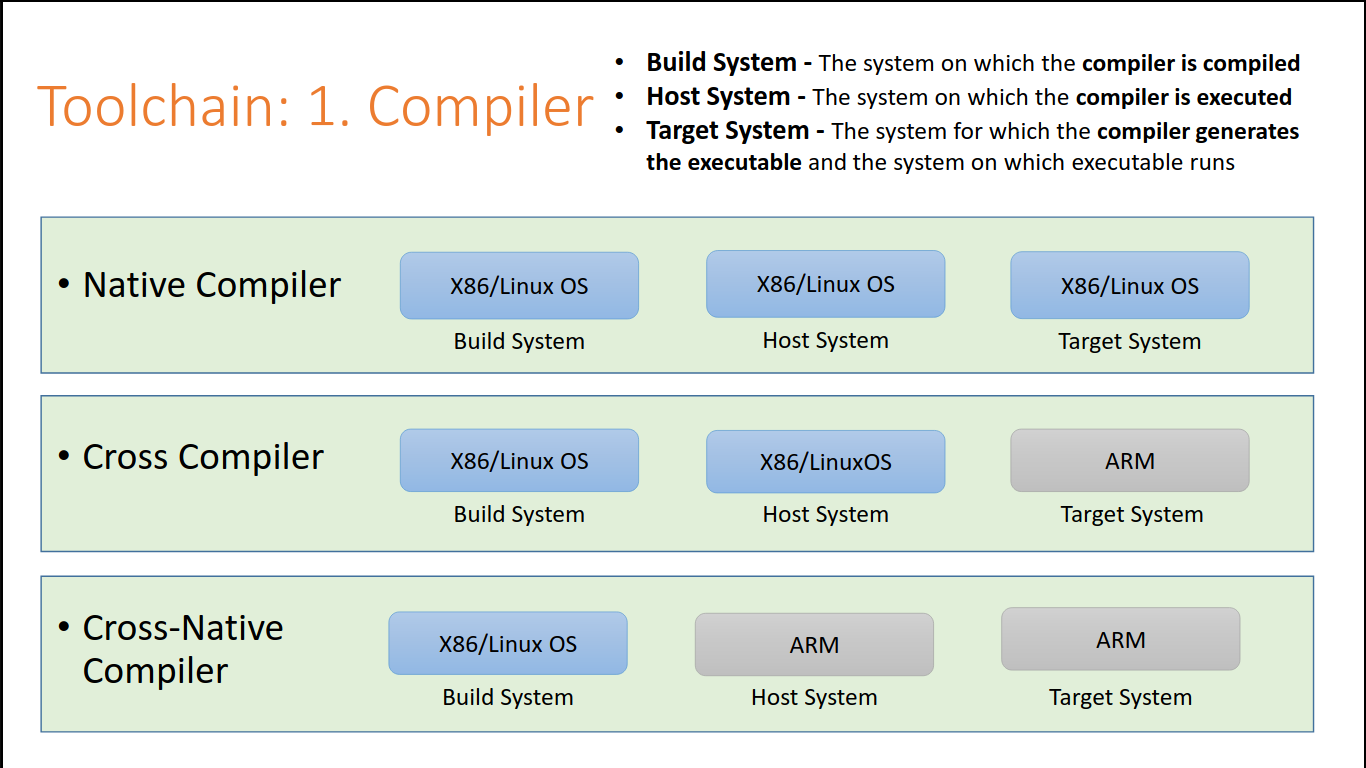 Toolchain: 1. Compiler
• Build System - The system on which the compiler is compiled
• Host System - The system on which the compiler is executed
• Target System - The system for which the compiler generates
the executable and the system on which executable runs
• Native Compiler
X86/Linux OS
Build System
X86/Linux OS
Host System
X86/Linux OS
Target System
• Cross Compiler
X86/Linux OS
Build System
X86/LinuxOS
Host System
ARM
Target System
• Cross-Native
Compiler
X86/Linux OS
Build System
ARM
Host System
ARM
Target System